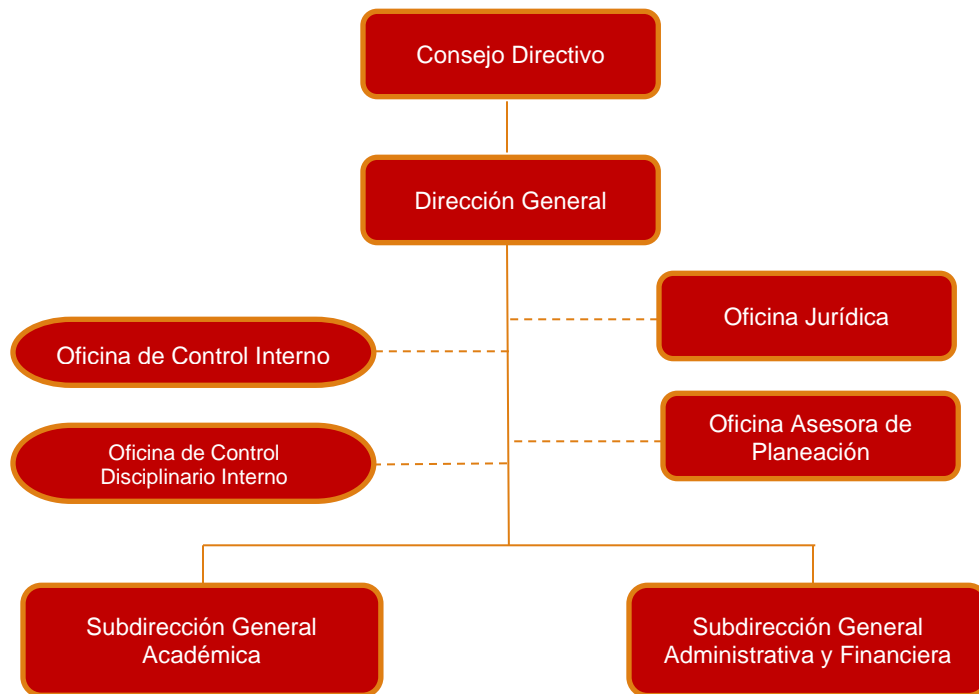 Consejo Directivo
Dirección General
Oficina Jurídica
Oficina de Control Interno
Oficina Asesora de
Planeación
Oficina de Control
Disciplinario Interno
Subdirección General
Académica
Subdirección General
Administrativa y Financiera